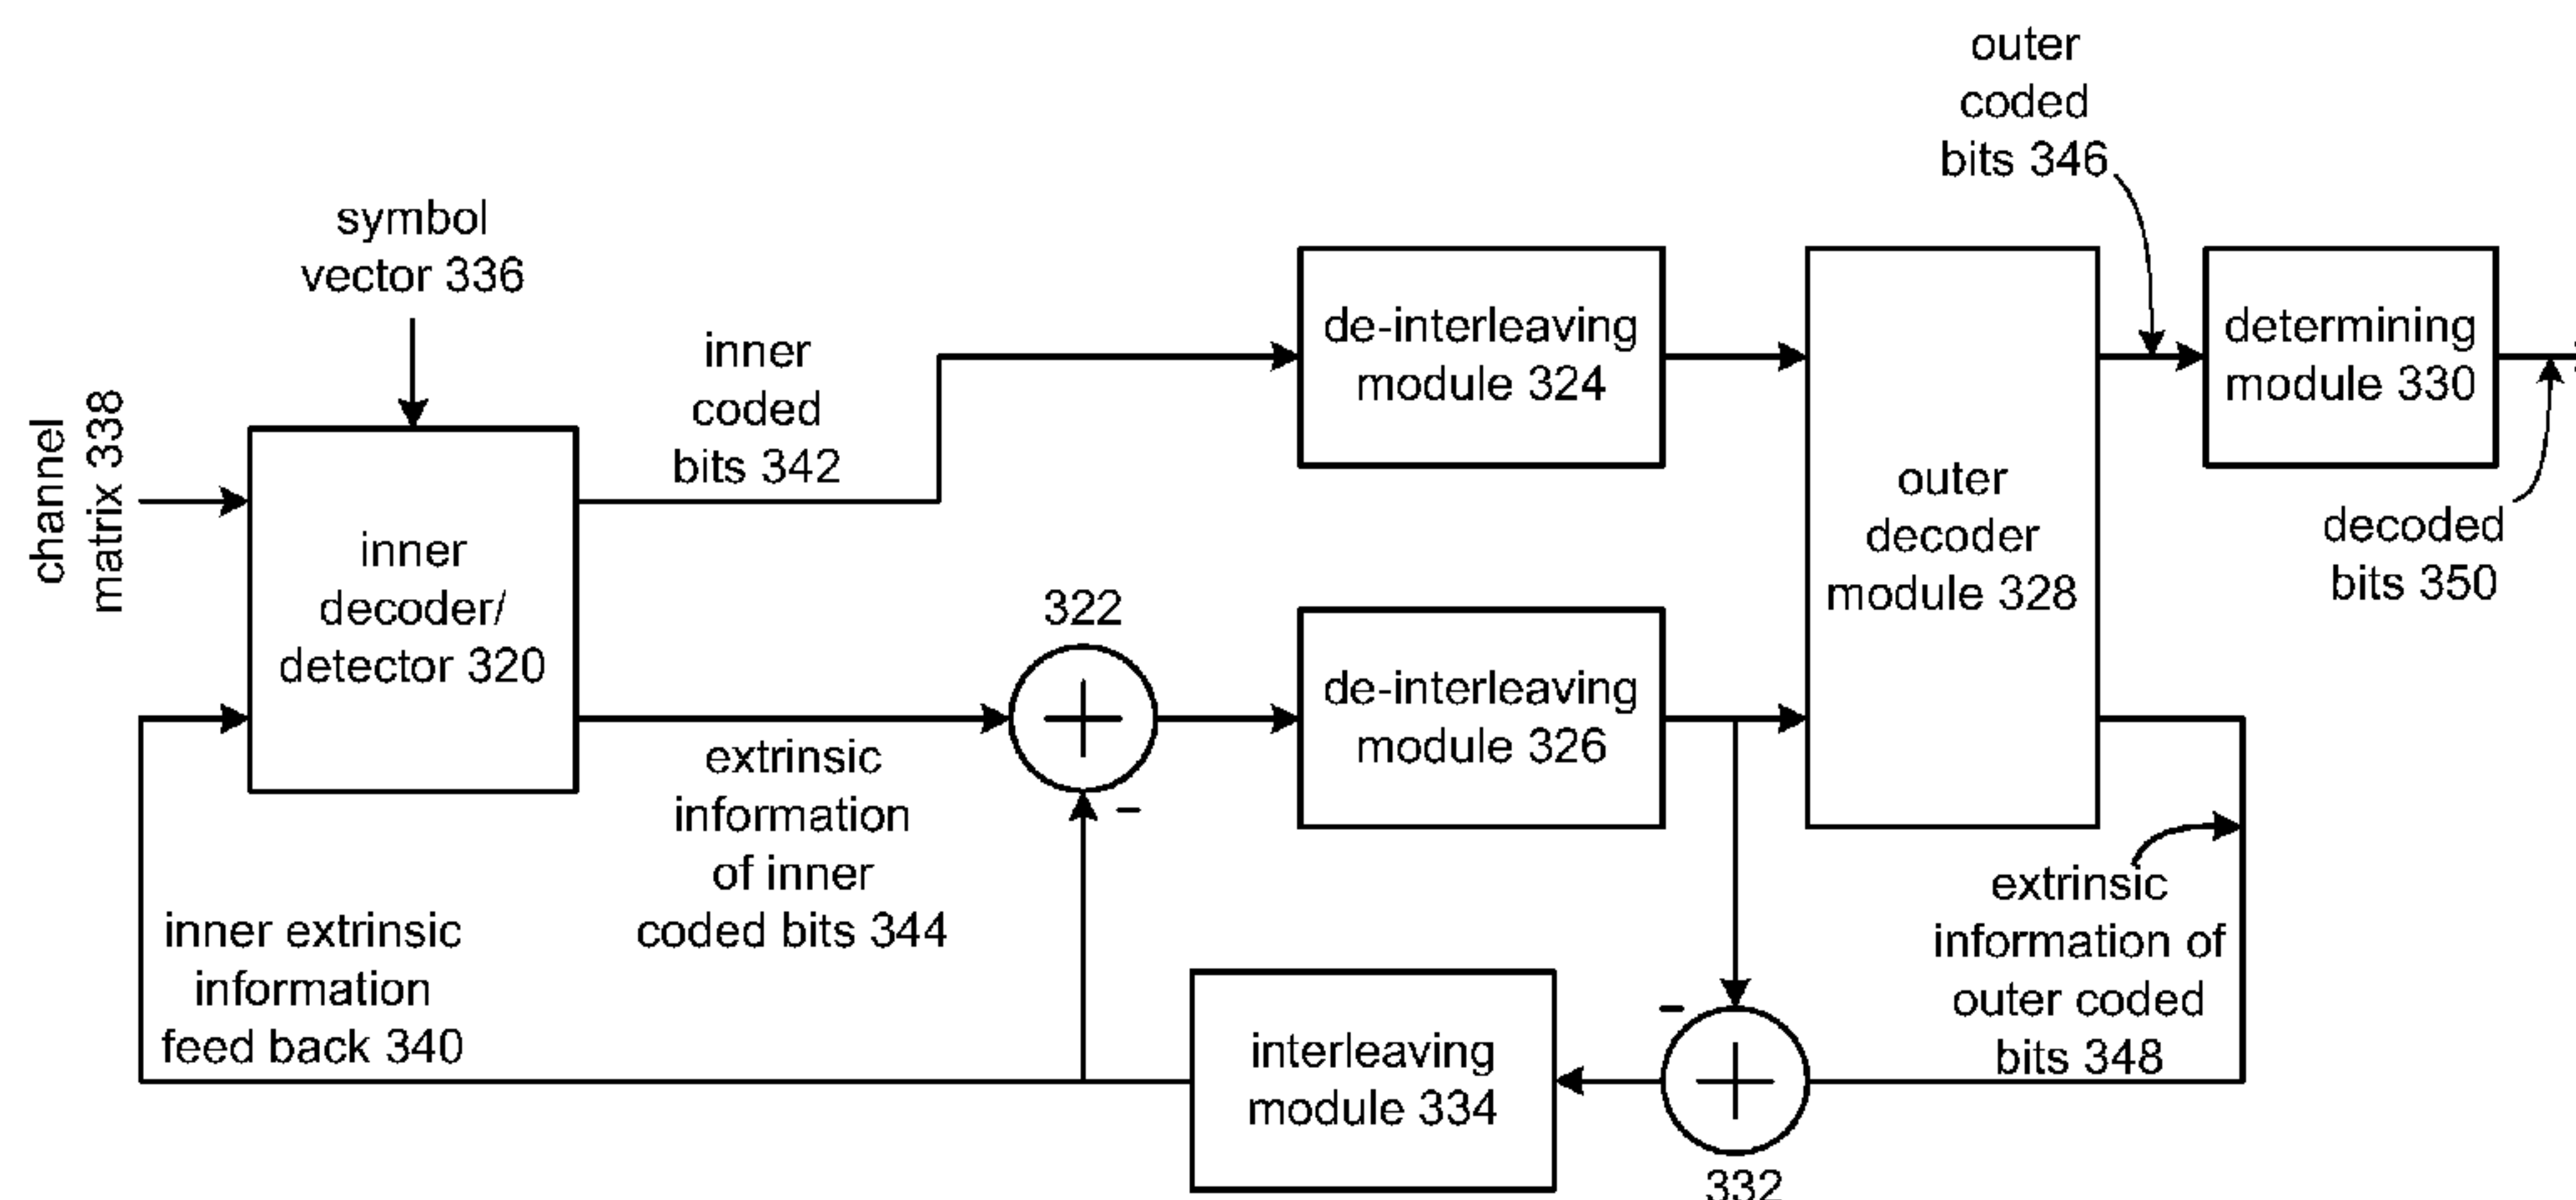 outer
coded
bits 346
symbol
vector 336
channel
matrix 338
inner
coded
bits 342
de-interleaving
module 324
determining
module 330
outer
decoder
module 328
decoded
bits 350
inner
decoder/
detector 320
322
+
-
de-interleaving
module 326
extrinsic
information
of inner
coded bits 344
extrinsic
information of
outer coded
bits 348
inner extrinsic
information
feed back 340
interleaving
module 334
-
+
332